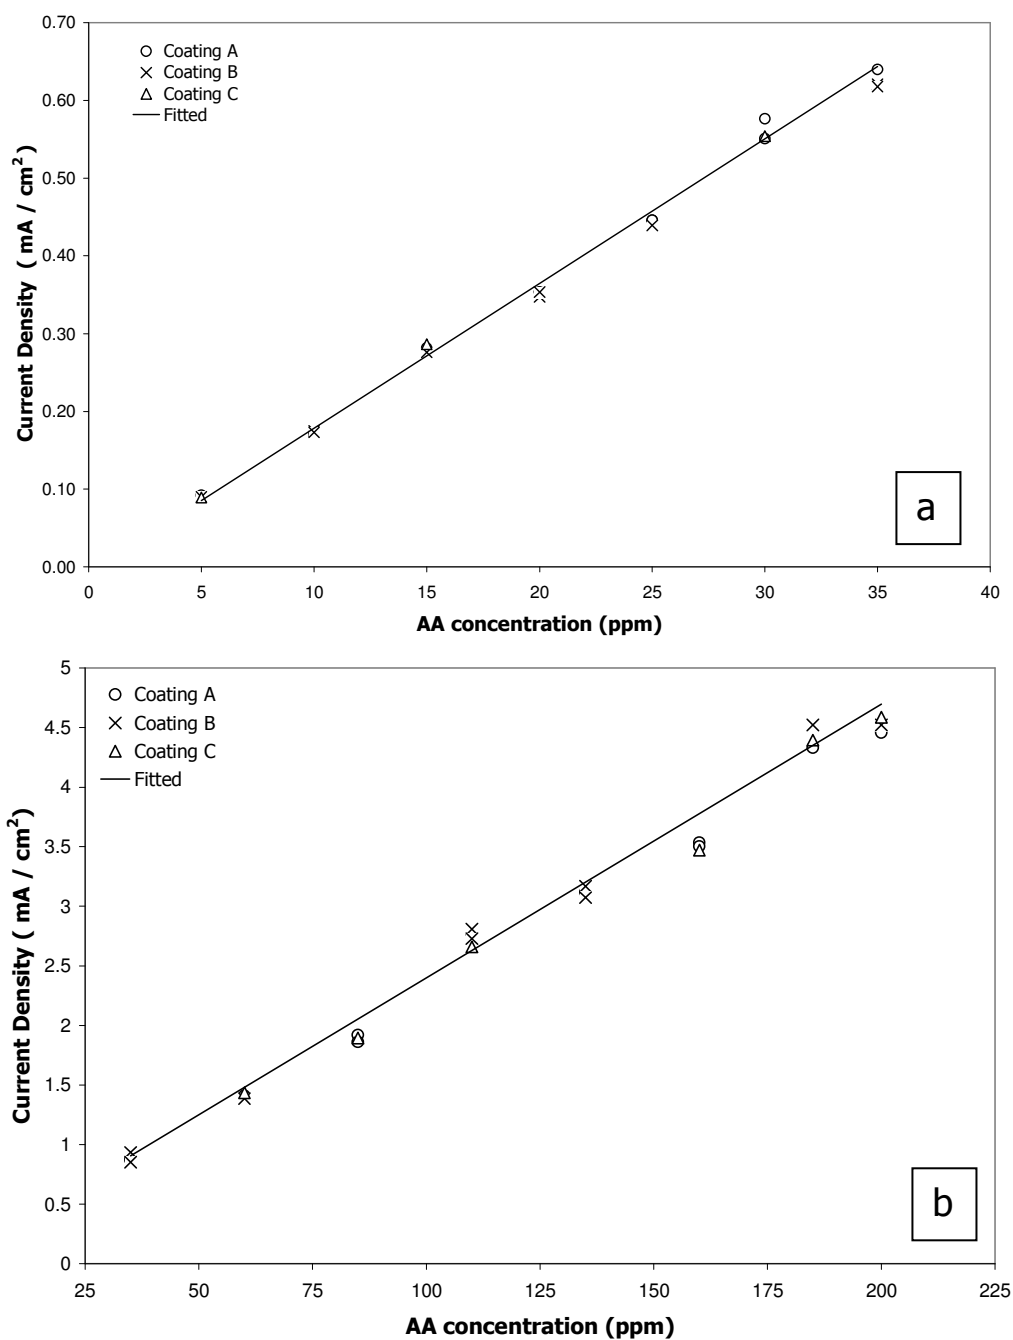 0.70
Coating A
Coating B
Coating C
Fitted
0.60
0.50
0.40
0.30
0.20
0.10
0.00
Current Density ( mA / cm²)
a
0 5 10 15 20 25 30 35 40
AA concentration (ppm)
5
Coating A
Coating B
Coating C
Fitted
4.5
4
3.5
3
2.5
2
1.5
1
0.5
0
Current Density ( mA / cm²)
b
25 50 75 100 125 150 175 200 225
AA concentration (ppm)